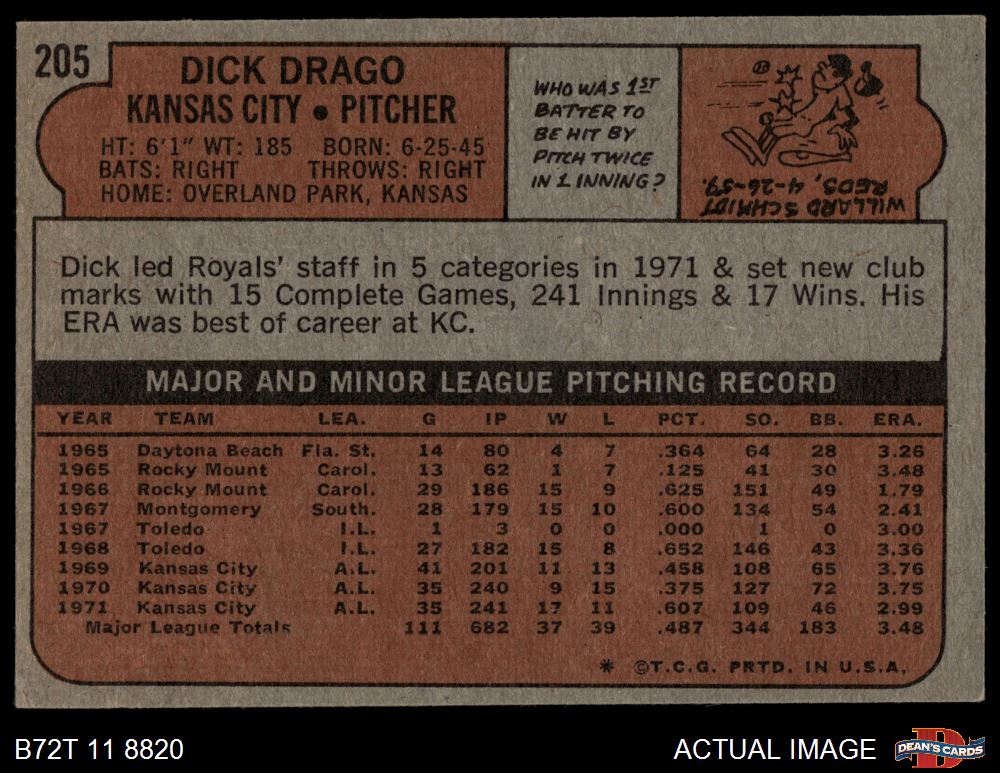 205
DICK DRAGO
KANSAS CITY • PITCHER
HT: 6'1" WT: 185 BORN: 6-25-45
BATS: RIGHT THROWS: RIGHT
HOME: OVERLAND PARK, KANSAS
WHO WAS 1ST
BATTER TO
BE HIT BY
PITCH TWICE
IN 1 INNING?
WILLARD SCHMIDT
REDS, 4-26-59.
Dick led Royals' staff in 5 categories in 1971 & set new club
marks with 15 Complete Games, 241 Innings & 17 Wins. His
ERA was best of career at KC.
MAJOR AND MINOR LEAGUE PITCHING RECORD
YEAR TEAM LEA. G IP W L PCT. SO. BB. ERA.
1965 Daytona Beach Fla. St. 14 80 4 7 .364 64 28 3.26
1965 Rocky Mount Carol. 13 62 1 7 .125 41 30 3.48
1966 Rocky Mount Carol. 29 186 15 9 .625 151 49 1.79
1967 Montgomery South. 28 179 15 10 .600 134 54 2.41
1967 Toledo I.L. 1 3 0 0 .000 1 0 3.00
1968 Toledo I.L. 27 182 15 8 .652 146 43 3.36
1969 Kansas City A.L. 41 201 11 13 .458 108 65 3.76
1970 Kansas City A.L. 35 240 9 15 .375 127 72 3.75
1971 Kansas City A.L. 35 241 17 11 .607 109 46 2.99
Major League Totals 111 682 37 39 .487 344 183 3.48
* ©T.C.G. PRTD. IN U.S.A.
B72T 11 8820
ACTUAL IMAGE
D
DEAN'S CARDS